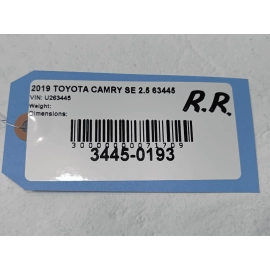 2019 TOYOTA CAMRY SE 2.5 63445
VIN: U263445
Weight:
Dimensions:
R.R.
3000000071709
3445-0193